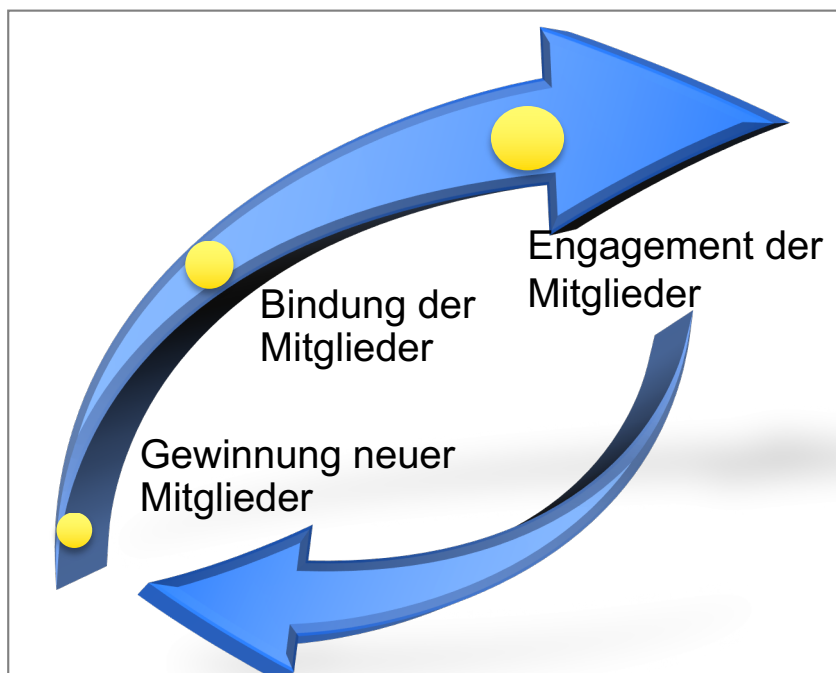 Engagement der
Mitglieder
Bindung der
Mitglieder
Gewinnung neuer
Mitglieder